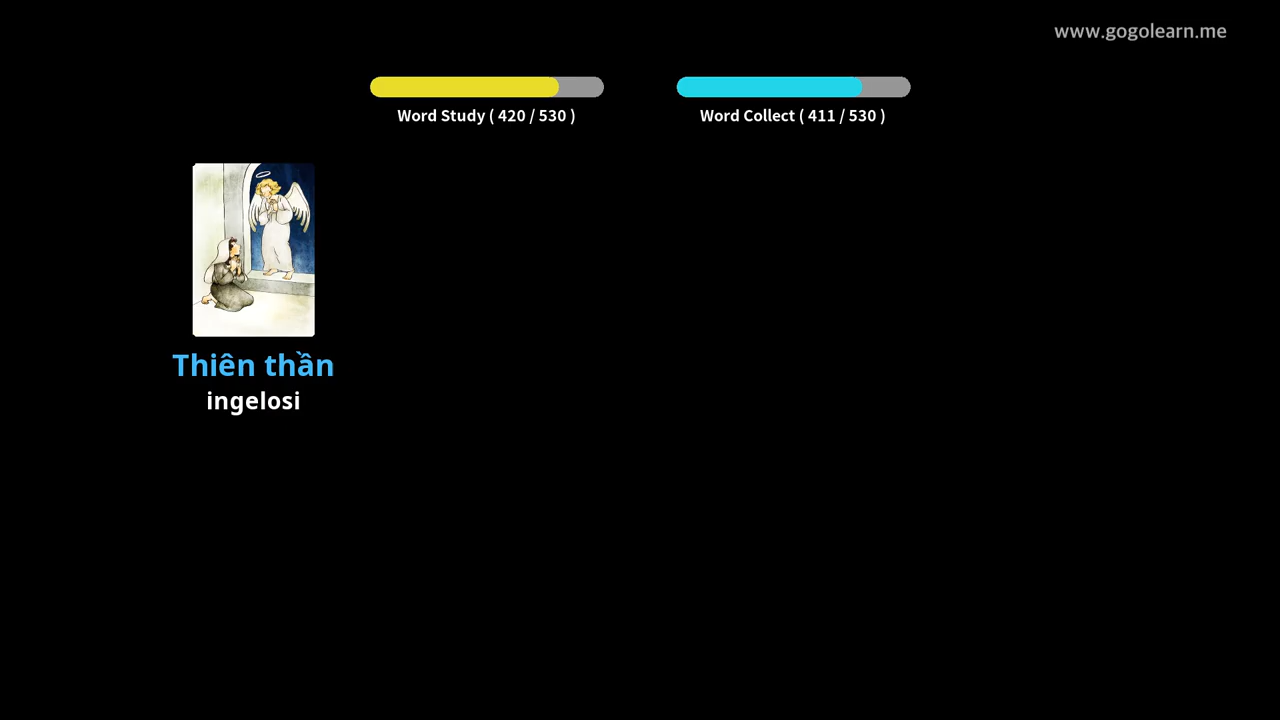 www.gogolearn.me
Word Study ( 420 / 530 )
Word Collect ( 411 / 530 )
Thiên thần
ingelosi